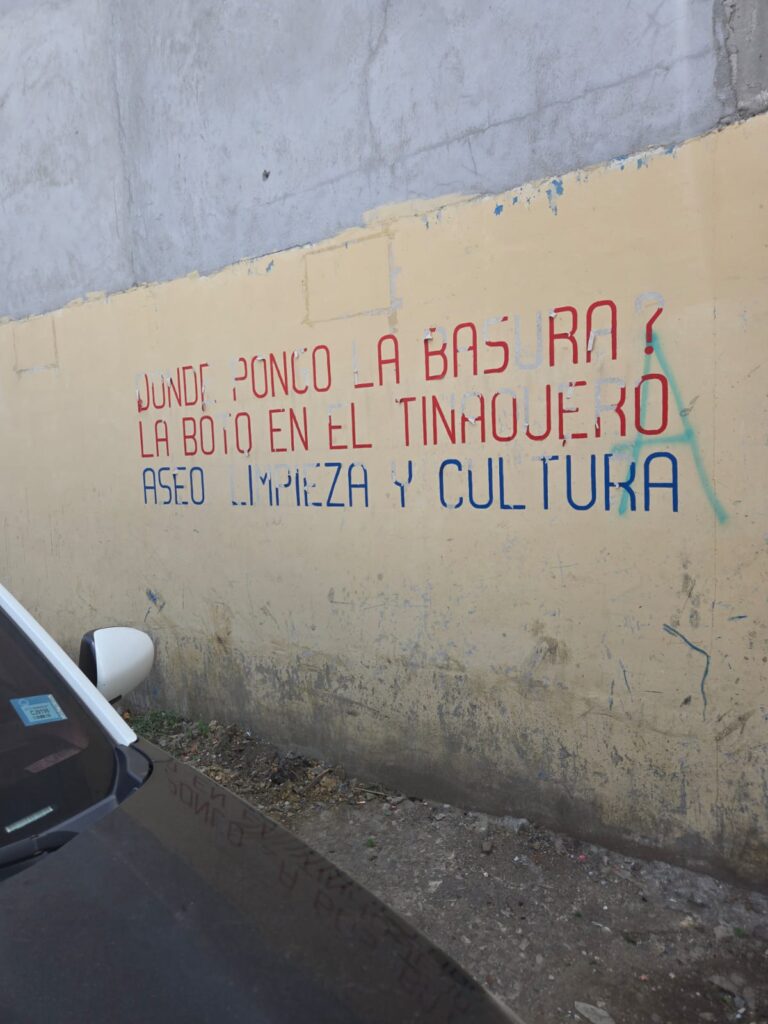 DONDE PONGO LA BASURA?
LA BOTO EN EL TINAQUERO
ASEO LIMPIEZA Y CULTURA
A